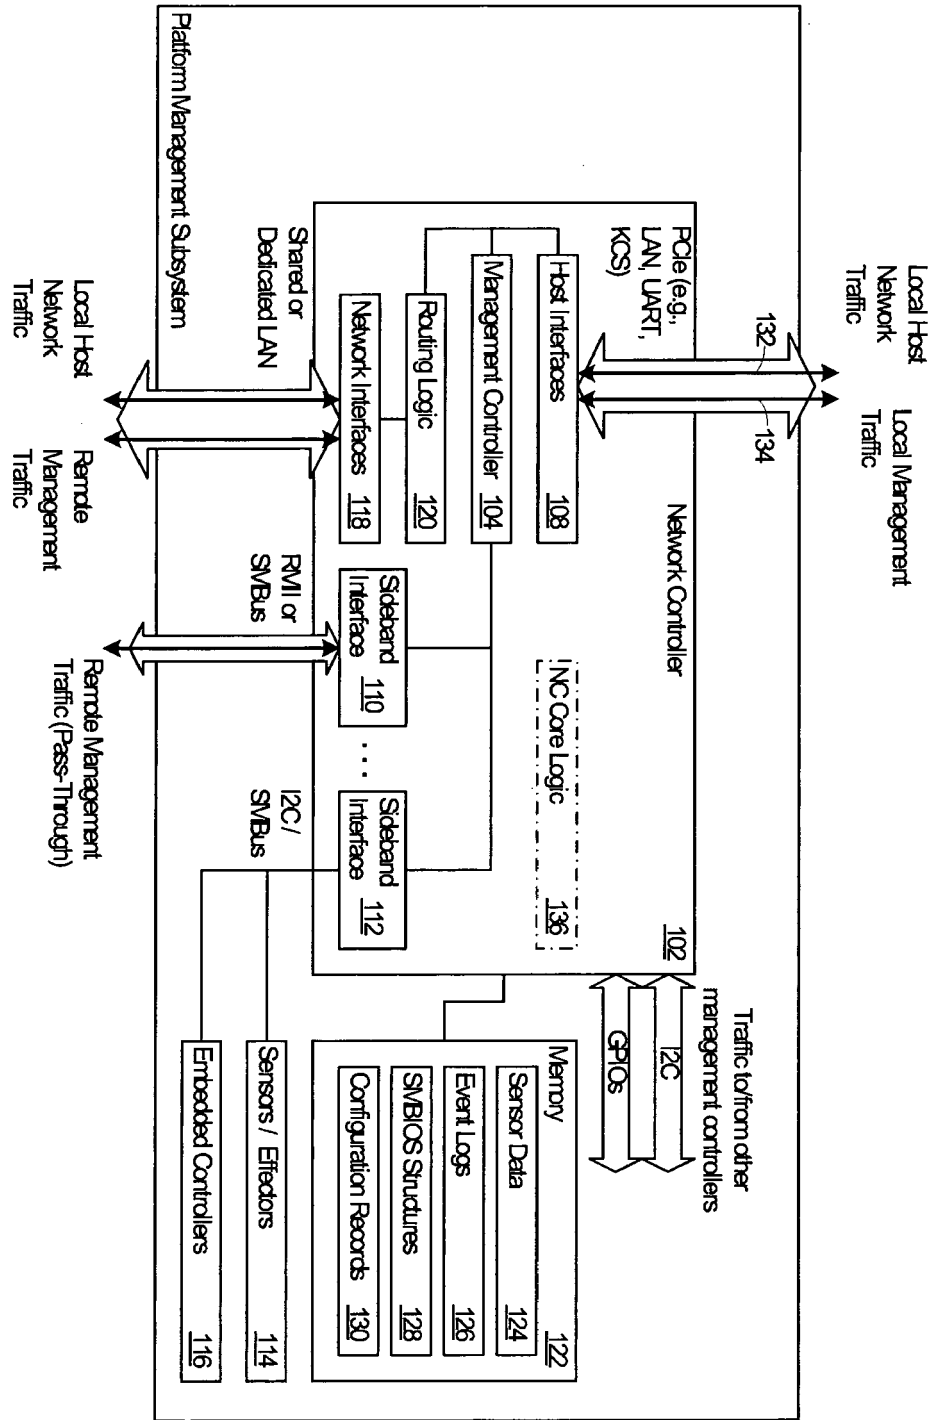 Local Host
Network
Traffic
Local Management
Traffic
132
134
PCIe (e.g.,
LAN, UART,
KCS)
Network Controller
102
Traffic to/from other
management controllers
I2C
GPIOs
Host Interfaces
108
Management Controller
104
Routing Logic
120
Network Interfaces
118
NC Core Logic
136
Sideband
Interface
110
. . .
Sideband
Interface
112
Memory
122
Sensor Data
124
Event Logs
126
SMBIOS Structures
128
Configuration Records
130
Shared or
Dedicated LAN
RMII or
SMBus
I2C /
SMBus
Sensors / Effectors
114
Embedded Controllers
116
Platform Management Subsystem
Local Host
Network
Traffic
Remote
Management
Traffic
Remote Management
Traffic (Pass-Through)